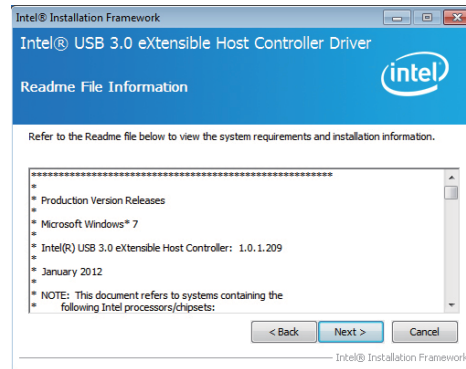 Intel® Installation Framework
Intel® USB 3.0 eXtensible Host Controller Driver
Readme File Information
intel
Refer to the Readme file below to view the system requirements and installation information.
*******************************************************
*
* Production Version Releases
*
* Microsoft Windows* 7
*
* Intel(R) USB 3.0 eXtensible Host Controller: 1.0.1.209
*
* January 2012
*
* NOTE: This document refers to systems containing the
* following Intel processors/chipsets:
< Back
Next >
Cancel
Intel® Installation Framework